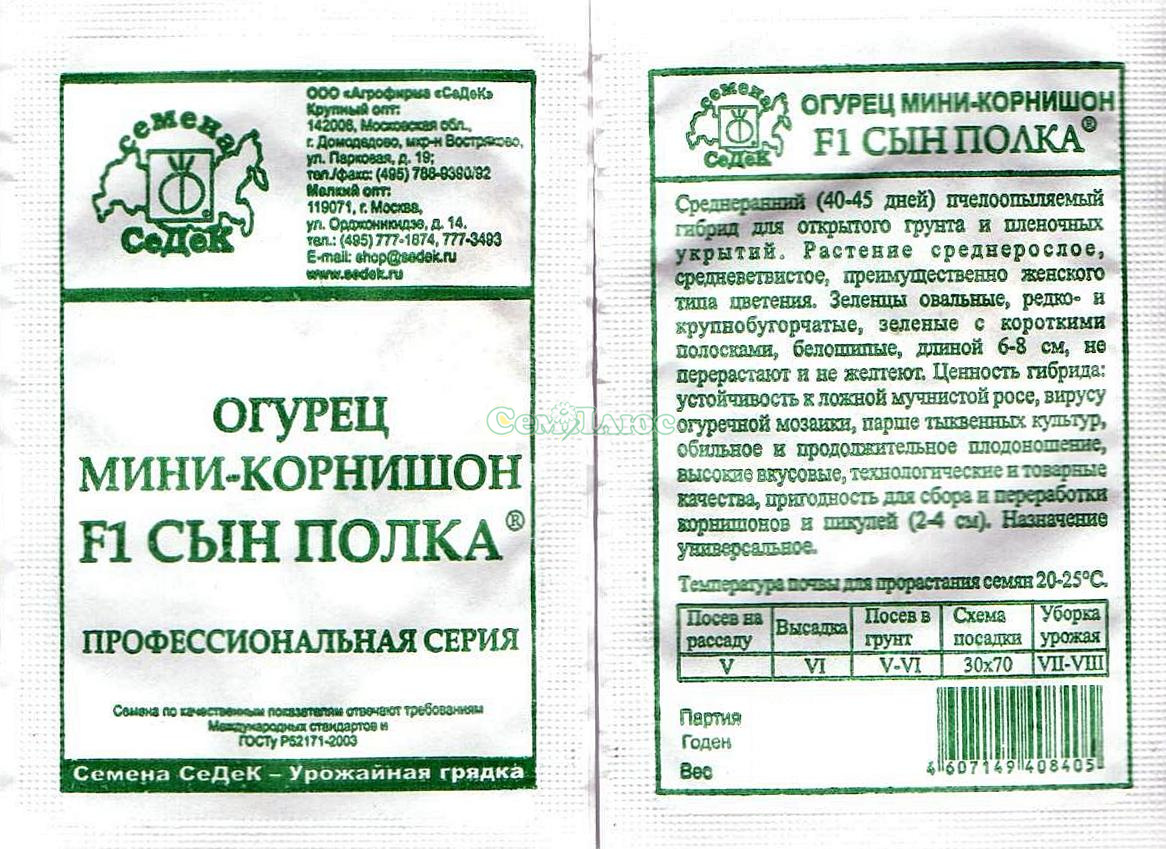 семена
СеДеК
ООО «Агрофирма «СеДеК»
Крупный опт:
142006, Московская обл.,
г. Домодедово, мкр-н Востряково,
ул. Парковая, д. 19;
тел./факс: (495) 788-9390/92
Мелкий опт:
119071, г. Москва,
ул. Орджоникидзе, д. 14.
тел.: (495) 777-1874, 777-3493
E-mail: shop@sedek.ru
www.sedek.ru
ОГУРЕЦ
МИНИ-КОРНИШОН
F1 СЫН ПОЛКА®
ПРОФЕССИОНАЛЬНАЯ СЕРИЯ
Семена по качественным показателям отвечают требованиям
Международных стандартов и
ГОСТу Р52171-2003
Семена СеДеК – Урожайная грядка
семена
СеДеК
ОГУРЕЦ МИНИ-КОРНИШОН
F1 СЫН ПОЛКА®
Среднеранний (40-45 дней) пчелоопыляемый
гибрид для открытого грунта и пленочных
укрытий. Растение среднерослое,
средневетвистое, преимущественно женского
типа цветения. Зеленцы овальные, редко- и
крупнобугорчатые, зеленые с короткими
полосками, белошипые, длиной 6-8 см, не
перерастают и не желтеют. Ценность гибрида:
устойчивость к ложной мучнистой росе, вирусу
огуречной мозаики, парше тыквенных культур,
обильное и продолжительное плодоношение,
высокие вкусовые, технологические и товарные
качества, пригодность для сбора и переработки
корнишонов и пикулей (2-4 см). Назначение
универсальное.
Температура почвы для прорастания семян 20-25°С.
Посев на рассаду Высадка Посев в грунт Схема посадки Уборка урожая
V VI V-VI 30х70 VII-VIII
Партия
Годен
Вес
4 607149 408405